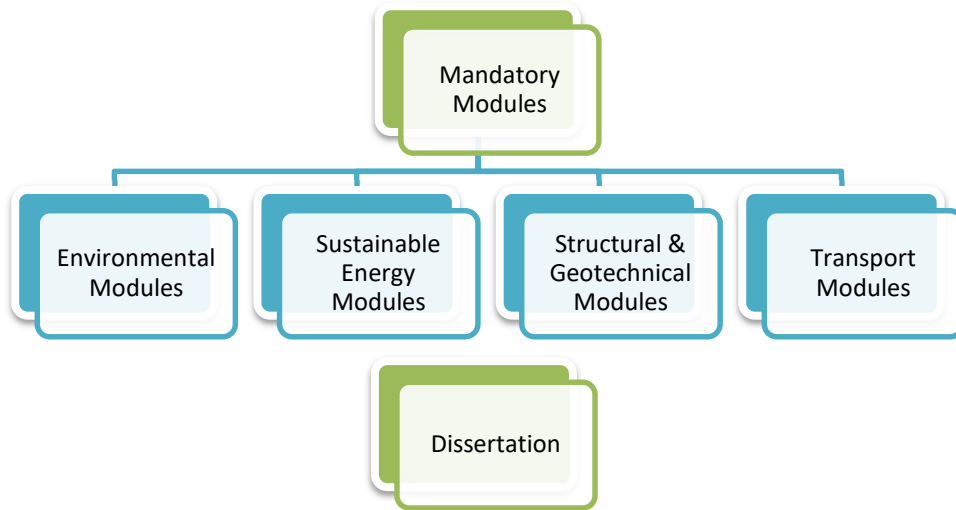 Mandatory
Modules
Environmental
Modules
Sustainable
Energy
Modules
Structural &
Geotechnical
Modules
Transport
Modules
Dissertation